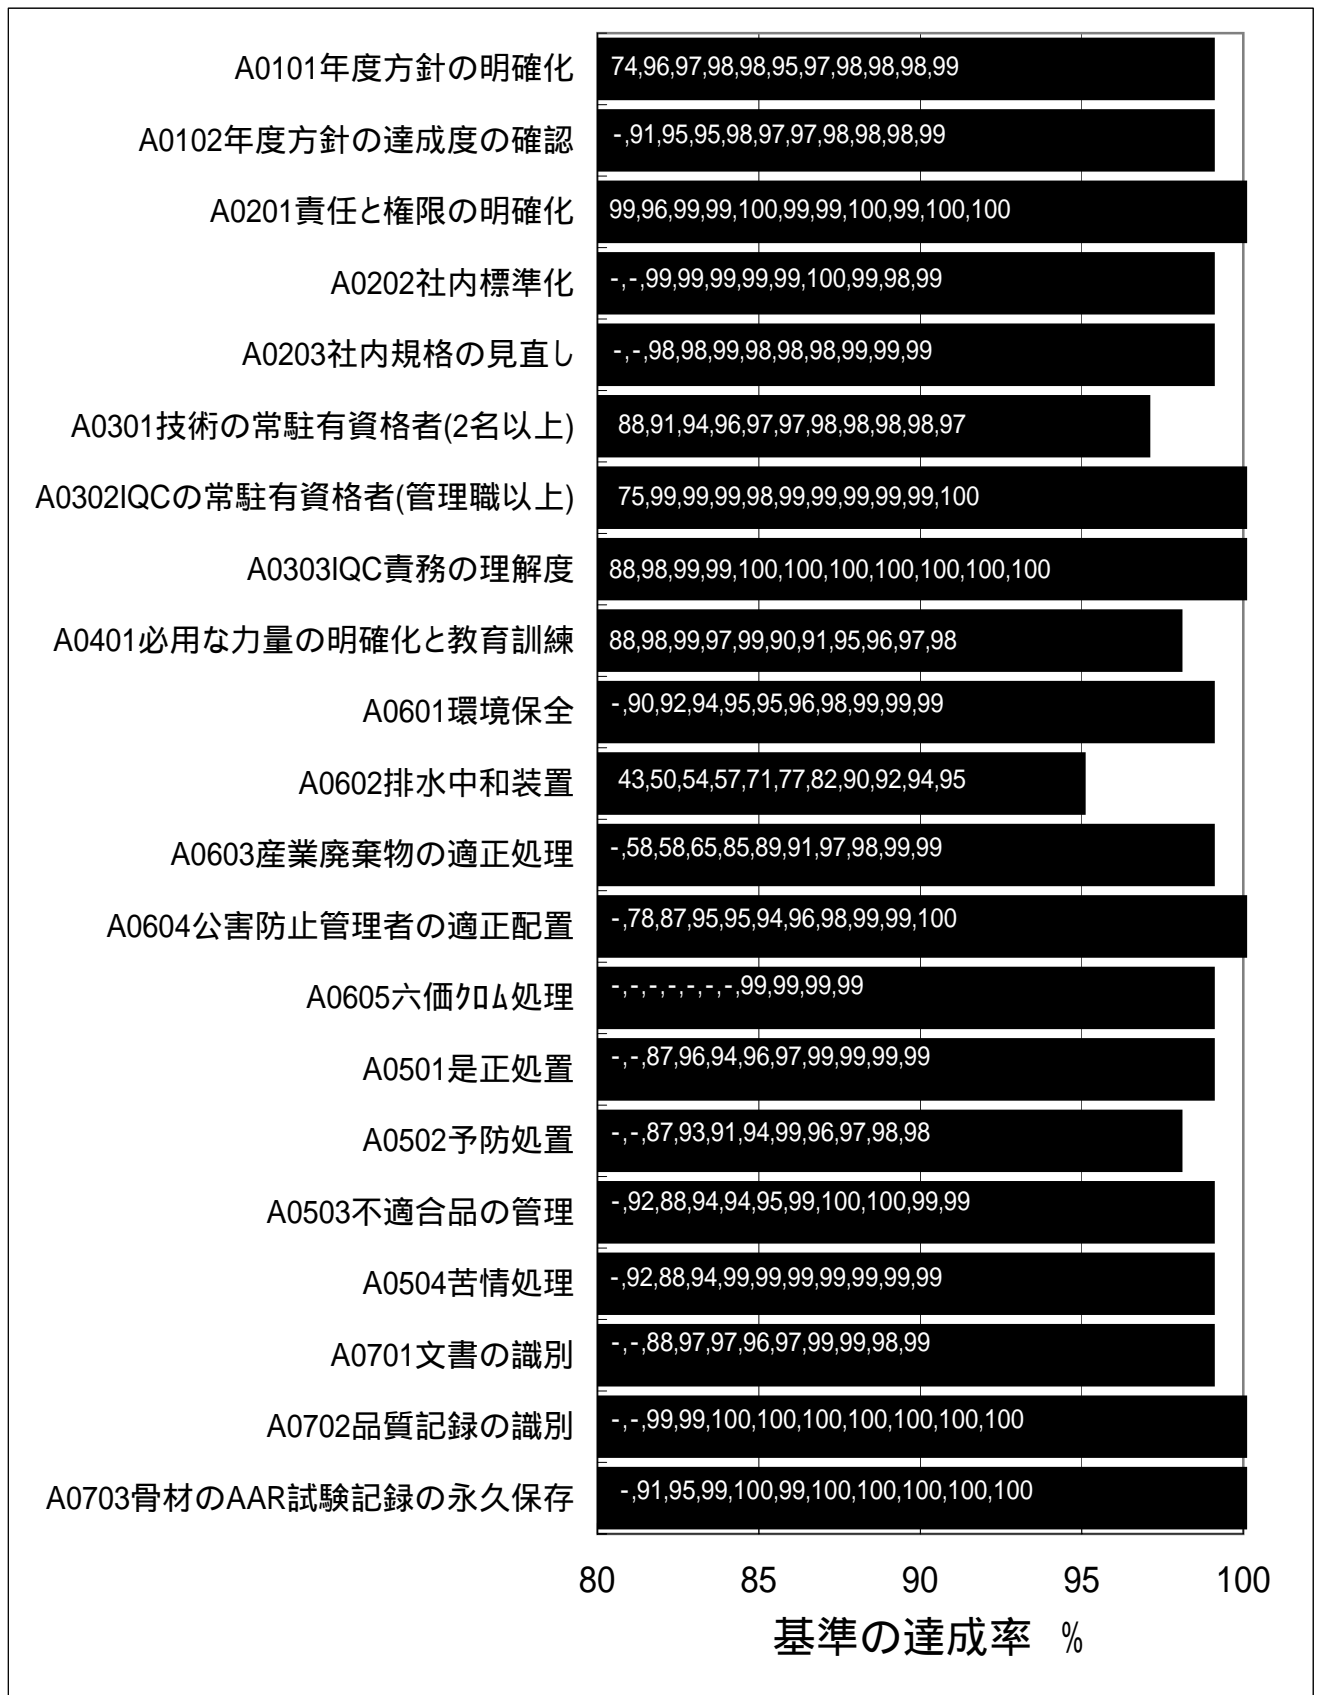 A0101年度方針の明確化 74,96,97,98,98,95,97,98,98,98,99
A0102年度方針の達成度の確認 -,91,95,95,98,97,97,98,98,98,99
A0201責任と権限の明確化 99,96,99,99,100,99,99,100,99,100,100
A0202社内標準化 -,-,99,99,99,99,99,100,99,98,99
A0203社内規格の見直し -,-,98,98,99,98,98,98,99,99,99
A0301技術の常駐有資格者(2名以上) 88,91,94,96,97,97,98,98,98,98,97
A0302IQCの常駐有資格者(管理職以上) 75,99,99,99,98,99,99,99,99,99,100
A0303IQC責務の理解度 88,98,99,99,100,100,100,100,100,100,100
A0401必用な力量の明確化と教育訓練 88,98,99,97,99,90,91,95,96,97,98
A0601環境保全 -,90,92,94,95,95,96,98,99,99,99
A0602排水中和装置 43,50,54,57,71,77,82,90,92,94,95
A0603産業廃棄物の適正処理 -,58,58,65,85,89,91,97,98,99,99
A0604公害防止管理者の適正配置 -,78,87,95,95,94,96,98,99,99,100
A0605六価ｸﾛﾑ処理 -,-,-,-,-,-,-,99,99,99,99
A0501是正処置 -,-,87,96,94,96,97,99,99,99,99
A0502予防処置 -,-,87,93,91,94,99,96,97,98,98
A0503不適合品の管理 -,92,88,94,94,95,99,100,100,99,99
A0504苦情処理 -,92,88,94,99,99,99,99,99,99,99
A0701文書の識別 -,-,88,97,97,96,97,99,99,98,99
A0702品質記録の識別 -,-,99,99,100,100,100,100,100,100,100
A0703骨材のAAR試験記録の永久保存 -,91,95,99,100,99,100,100,100,100,100
80 85 90 95 100
基準の達成率 %